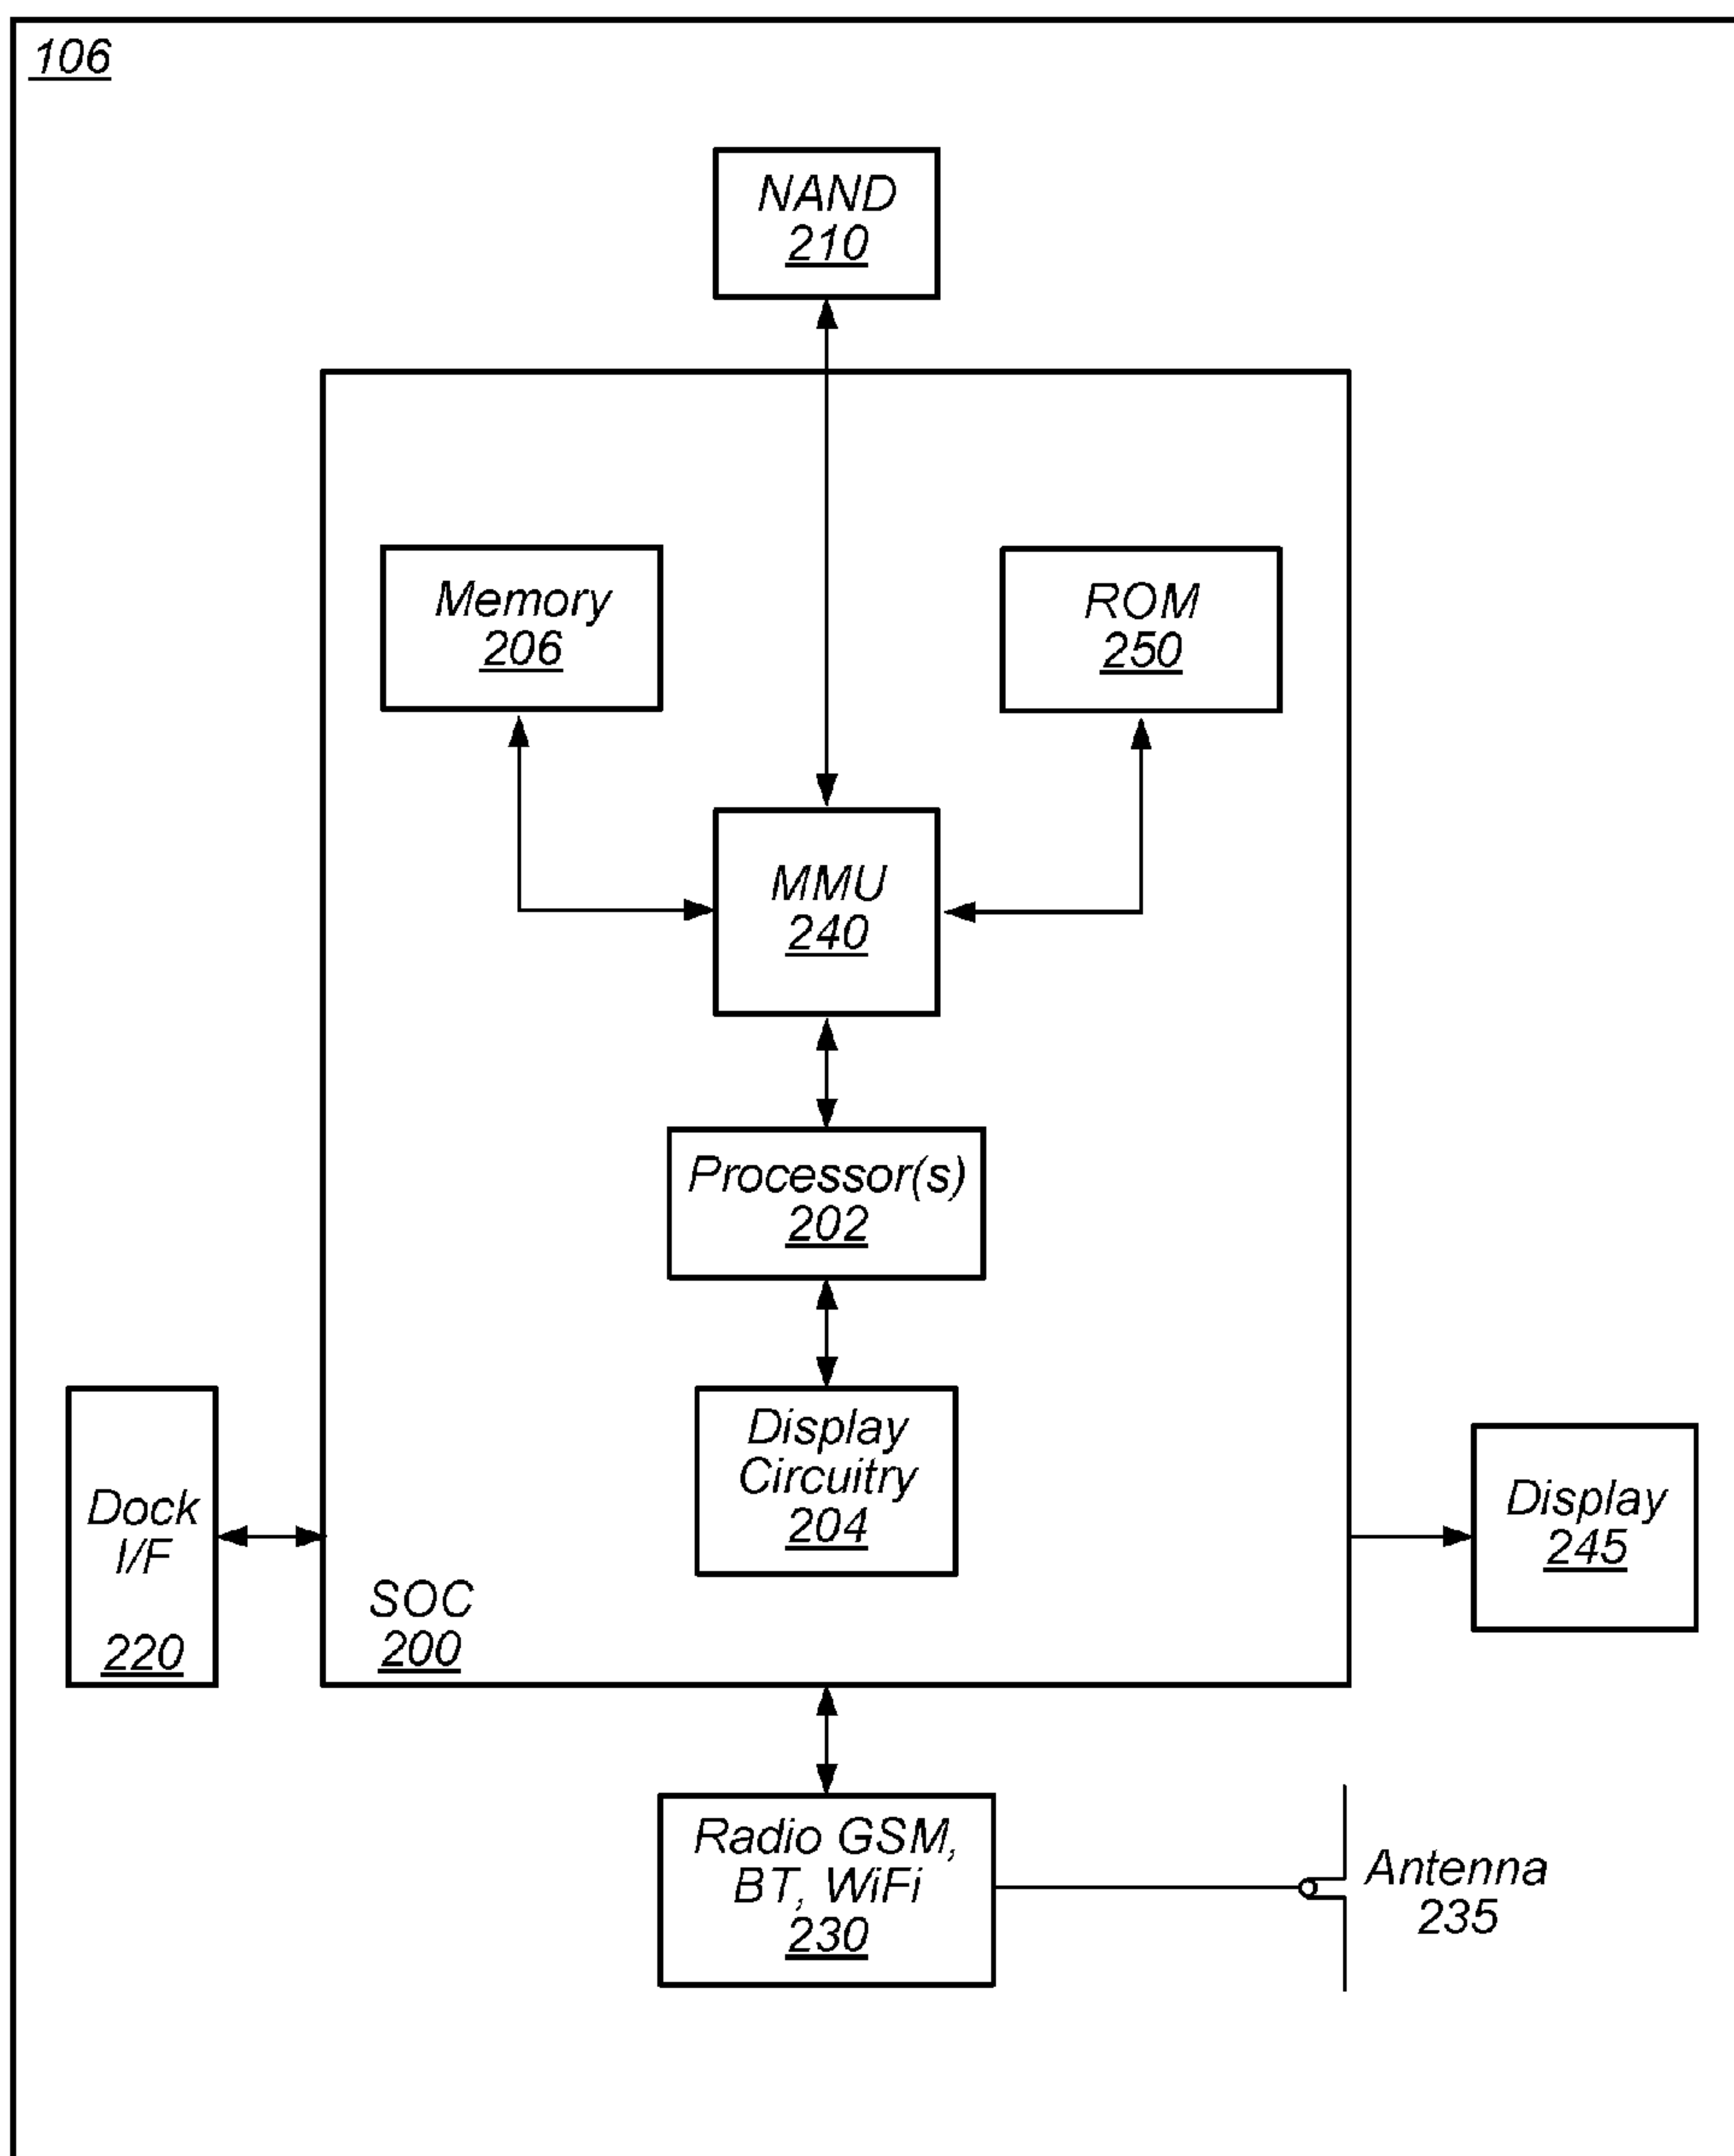 106
NAND
210
Memory
206
ROM
250
MMU
240
Processor(s)
202
Display
Circuitry
204
Dock
I/F
220
SOC
200
Display
245
Radio GSM,
BT, WiFi
230
Antenna
235